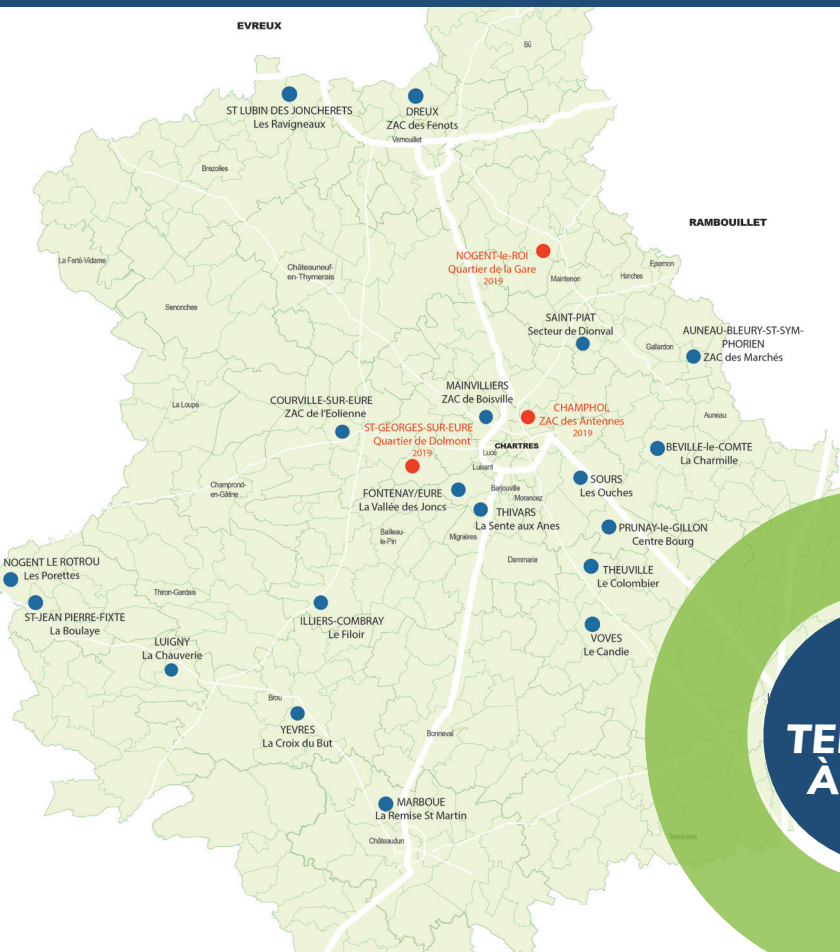 EVREUX
Bû
ST LUBIN DES JONCHERETS
Les Ravigneaux
DREUX
ZAC des Fenots
Vernouillet
Brezolles
RAMBOUILLET
La Ferté-Vidame
Châteauneuf-
en-Thymerais
NOGENT-le-ROI
Quartier de la Gare
2019
Maintenon
Hanches
Epernon
Senonches
SAINT-PIAT
Secteur de Dionval
Gallardon
AUNEAU-BLEURY-ST-SYM-
PHORIEN
ZAC des Marchés
La Loupe
COURVILLE-SUR-EURE
ZAC de l'Eolienne
MAINVILLIERS
ZAC de Boisville
CHAMPHOL
ZAC des Antennes
2019
Auneau
ST-GEORGES-SUR-EURE
Quartier de Dolmont
2019
CHARTRES
Lucé
Luisant
BEVILLE-le-COMTE
La Charmille
Champrond-
en-Gâtine
FONTENAY/EURE
La Vallée des Joncs
Barjouville
Morancez
SOURS
Les Ouches
THIVARS
La Sente aux Anes
Bailleau-
le-Pin
Mignières
PRUNAY-le-GILLON
Centre Bourg
Dammarie
NOGENT LE ROTROU
Les Porettes
THEUVILLE
Le Colombier
Thiron-Gardais
ST-JEAN PIERRE-FIXTE
La Boulaye
ILLIERS-COMBRAY
Le Filoir
LUIGNY
La Chauverie
VOVES
Le Candie
Brou
YEVRES
La Croix du But
Bonneval
MARBOUE
La Remise St Martin
Châteaudun
Terminiers
À